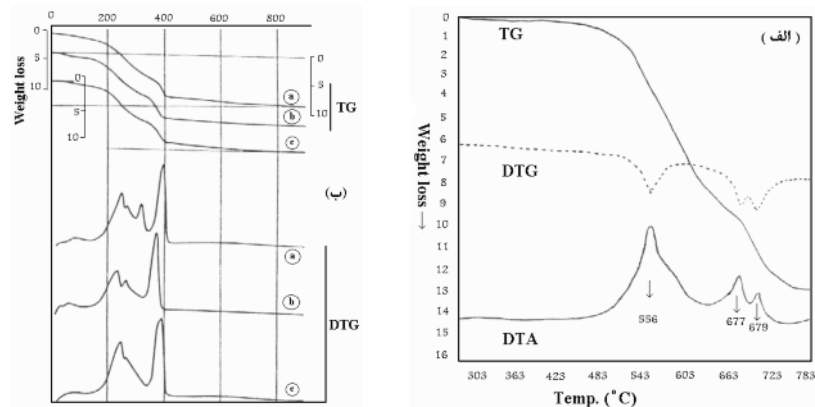 0 200 400 600 800
Weight loss
0
5
10
0
5
10
0
5
10
a
b
c
TG
(ب)
a
b
c
DTG
0
1
2
3
4
5
6
7
8
9
10
11
12
13
14
15
16
Weight loss →
TG
(الف)
DTG
DTA
556
677
679
303 363 423 483 543 603 663 723 783
Temp. (°C)